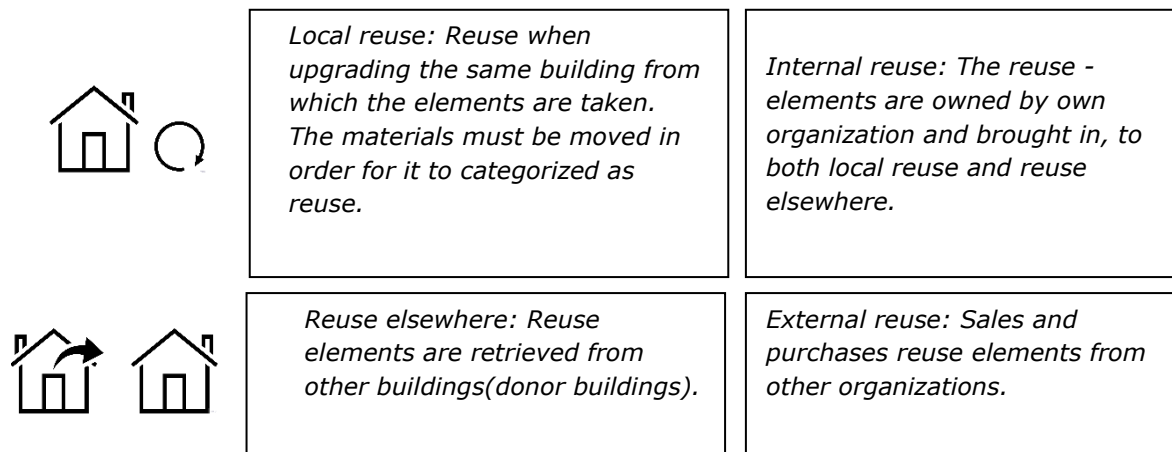 Local reuse: Reuse when
upgrading the same building from
which the elements are taken.
The materials must be moved in
order for it to categorized as
reuse.
Internal reuse: The reuse -
elements are owned by own
organization and brought in, to
both local reuse and reuse
elsewhere.
Reuse elsewhere: Reuse
elements are retrieved from
other buildings(donor buildings).
External reuse: Sales and
purchases reuse elements from
other organizations.